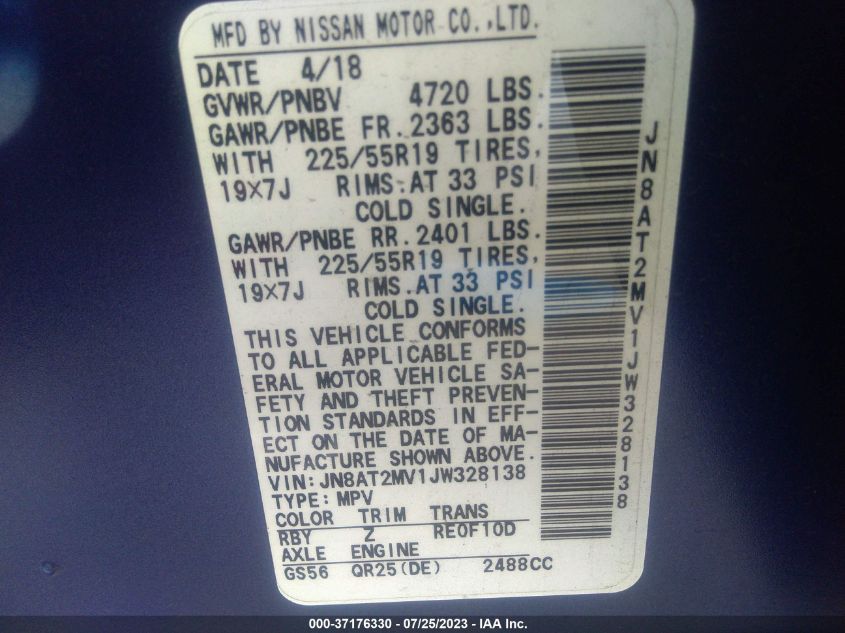 MFD BY NISSAN MOTOR CO.,LTD.
DATE 4/18
GVWR/PNBV 4720 LBS.
GAWR/PNBE FR. 2363 LBS.
WITH 225/55R19 TIRES,
19X7J RIMS.AT 33 PSI
COLD SINGLE.
GAWR/PNBE RR. 2401 LBS.
WITH 225/55R19 TIRES,
19X7J RIMS.AT 33 PSI
COLD SINGLE.
THIS VEHICLE CONFORMS
TO ALL APPLICABLE FED-
ERAL MOTOR VEHICLE SA-
FETY AND THEFT PREVEN-
TION STANDARDS IN EFF-
ECT ON THE DATE OF MA-
NUFACTURE SHOWN ABOVE.
VIN: JN8AT2MV1JW328138
TYPE: MPV
COLOR TRIM TRANS
RBY Z RE0F10D
AXLE ENGINE
GS56 QR25(DE) 2488CC
JN8AT2MV1JW328138
000-37176330 - 07/25/2023 - IAA Inc.